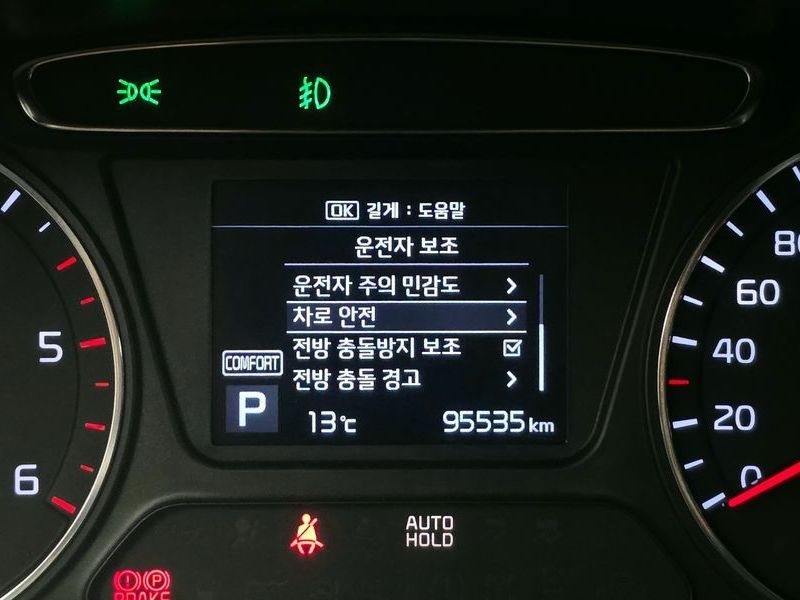 OK 길게 : 도움말
운전자 보조
운전자 주의 민감도
차로 안전
전방 충돌방지 보조
전방 충돌 경고
COMFORT
P
13℃
95535 km
5
6
80
60
40
20
0
AUTO
HOLD
(!) (P)
BRAKE